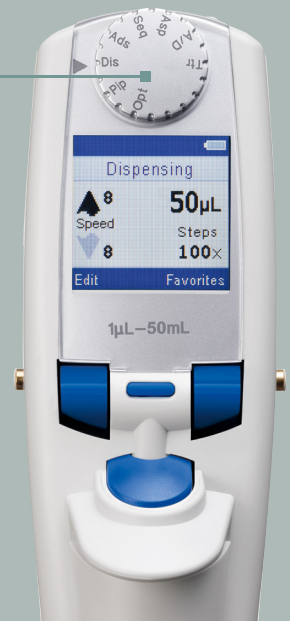 Dis
Ads
Seq
Asp
A/D
Ttr
Opt
Pip
Dispensing
8
50µL
Speed
Steps
8
100×
Edit
Favorites
1µL–50mL